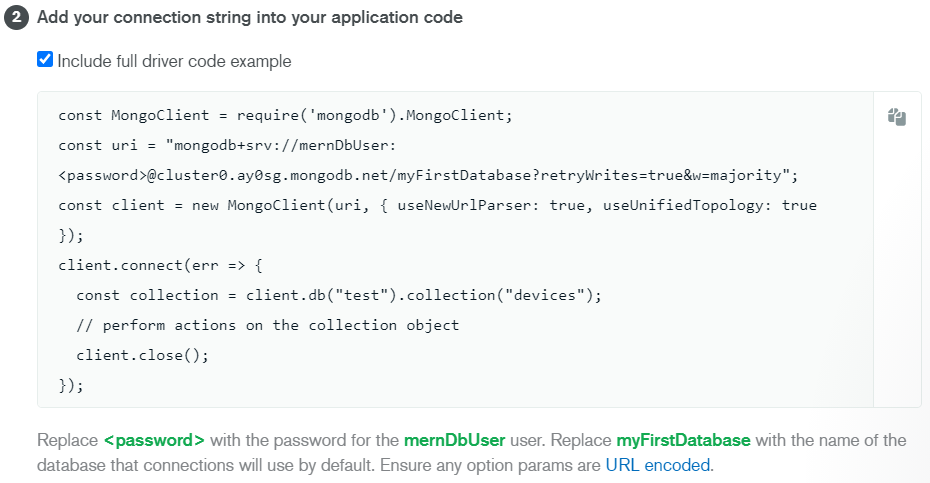 2 Add your connection string into your application code
Include full driver code example
const MongoClient = require('mongodb').MongoClient;
const uri = "mongodb+srv://mernDbUser:
<password>@cluster0.ay0sg.mongodb.net/myFirstDatabase?retryWrites=true&w=majority";
const client = new MongoClient(uri, { useNewUrlParser: true, useUnifiedTopology: true
});
client.connect(err => {
  const collection = client.db("test").collection("devices");
  // perform actions on the collection object
  client.close();
});
Replace <password> with the password for the mernDbUser user. Replace myFirstDatabase with the name of the
database that connections will use by default. Ensure any option params are URL encoded.